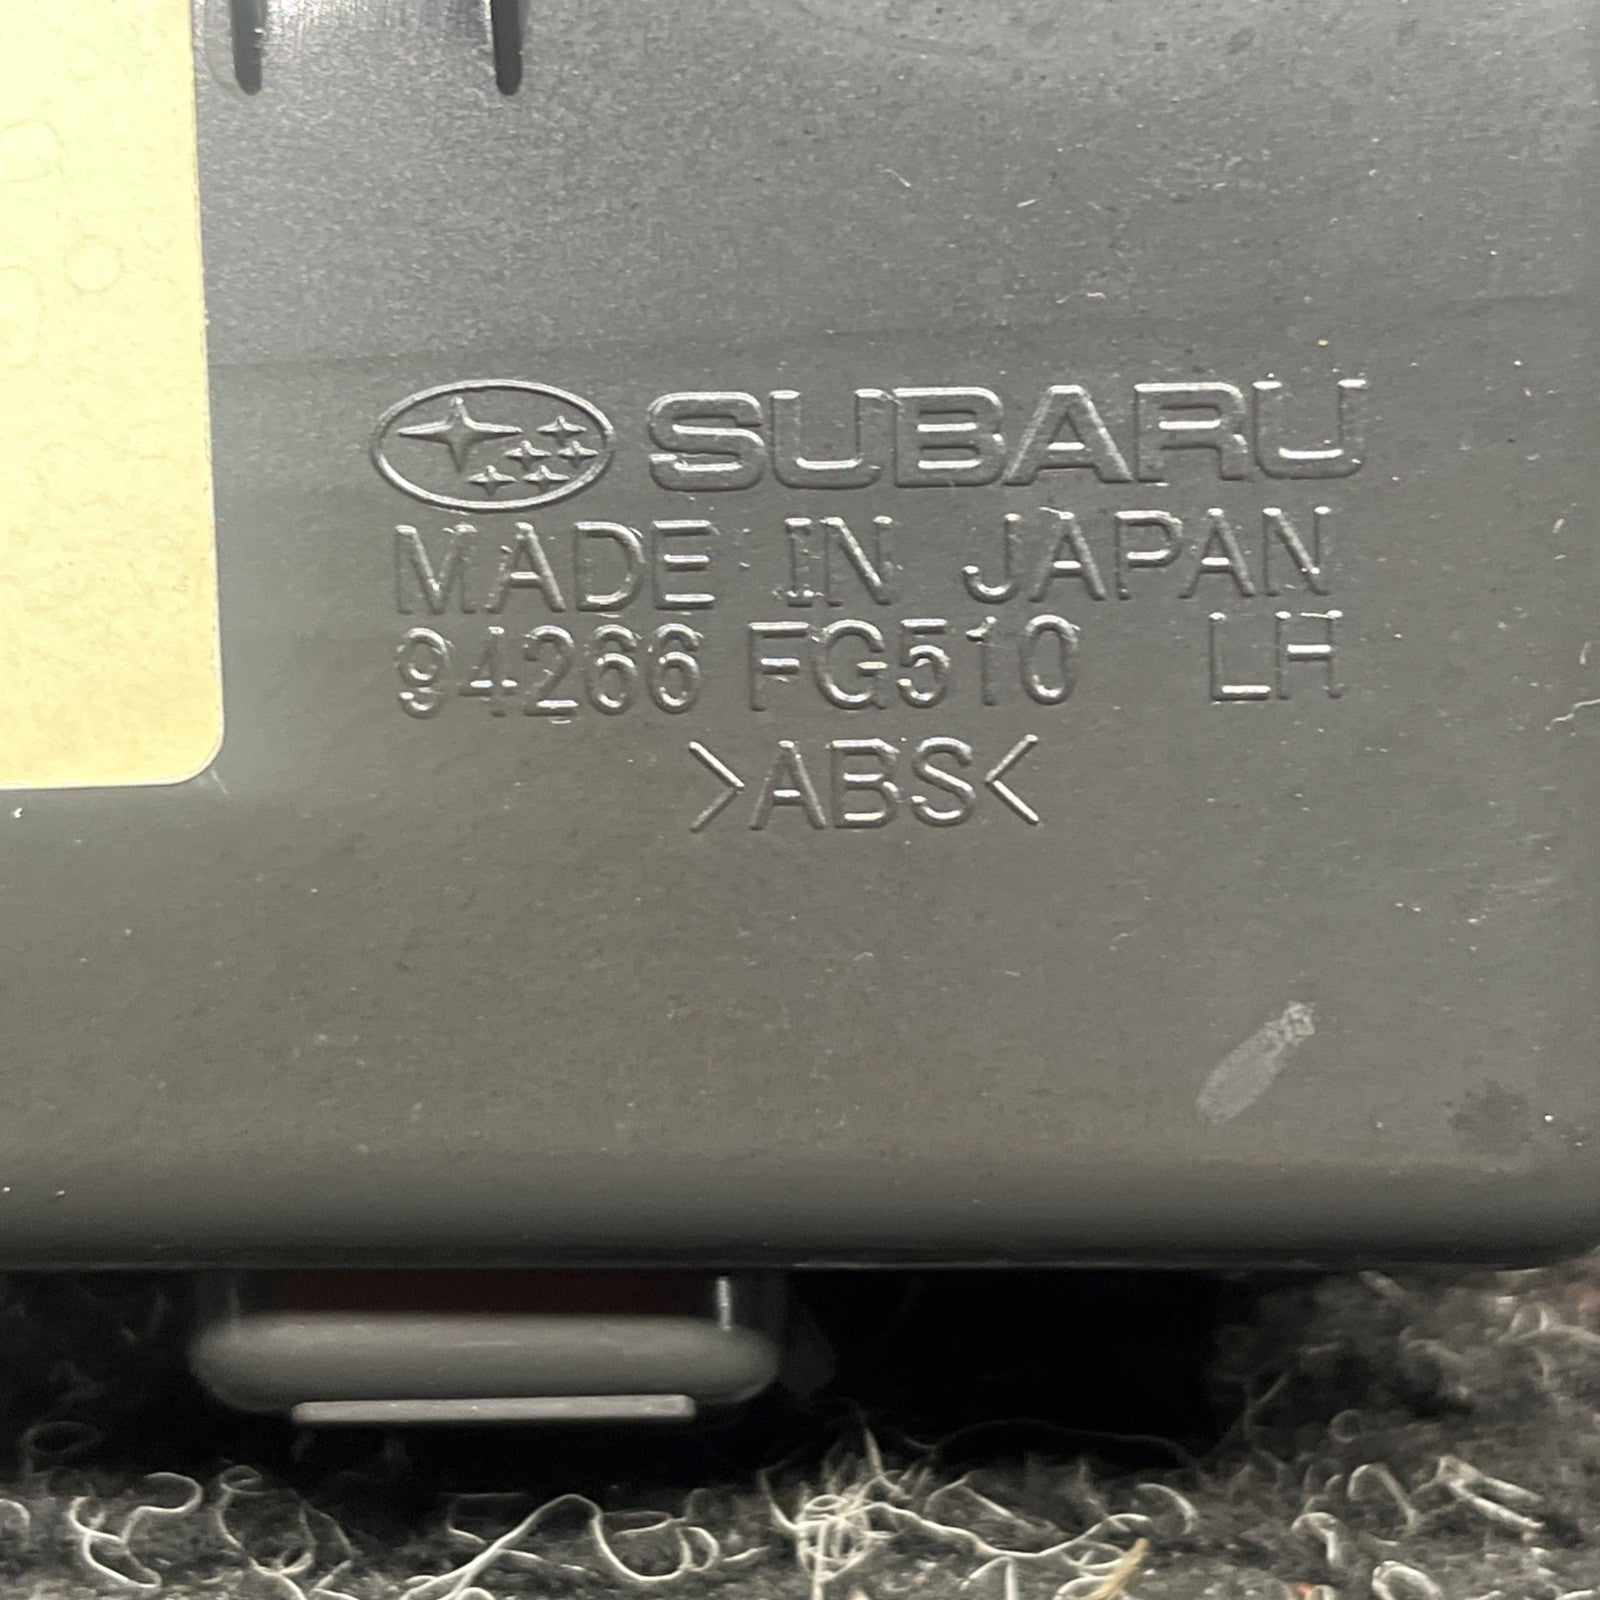 SUBARU
MADE IN JAPAN
94266 FG510 LH
>ABS<